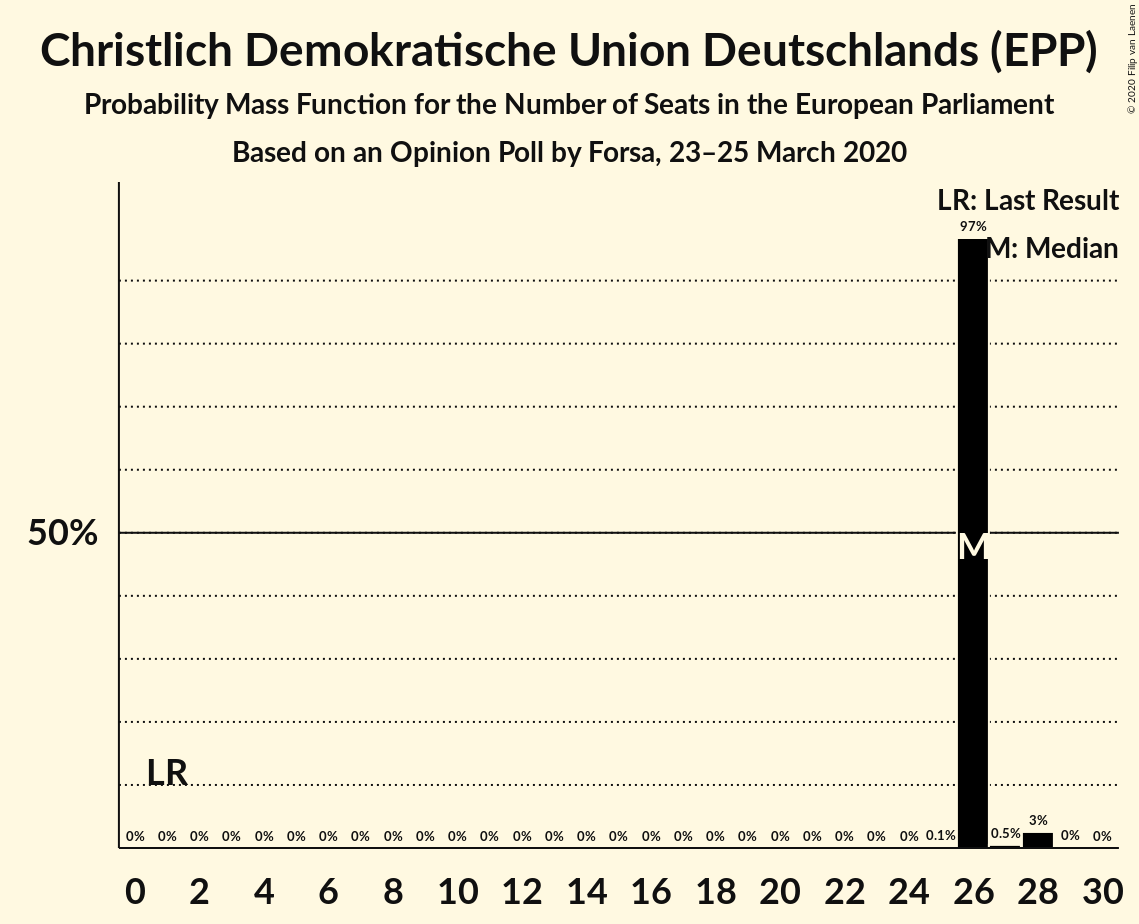 Christlich Demokratische Union Deutschlands (EPP)
Probability Mass Function for the Number of Seats in the European Parliament
Based on an Opinion Poll by Forsa, 23–25 March 2020
© 2020 Filip van Laenen
LR: Last Result
97%
M: Median
50%
M
LR
0% 0% 0% 0% 0% 0% 0% 0% 0% 0% 0% 0% 0% 0% 0% 0% 0% 0% 0% 0% 0% 0% 0% 0% 0% 0.1% 0.5% 3% 0% 0%
0 2 4 6 8 10 12 14 16 18 20 22 24 26 28 30